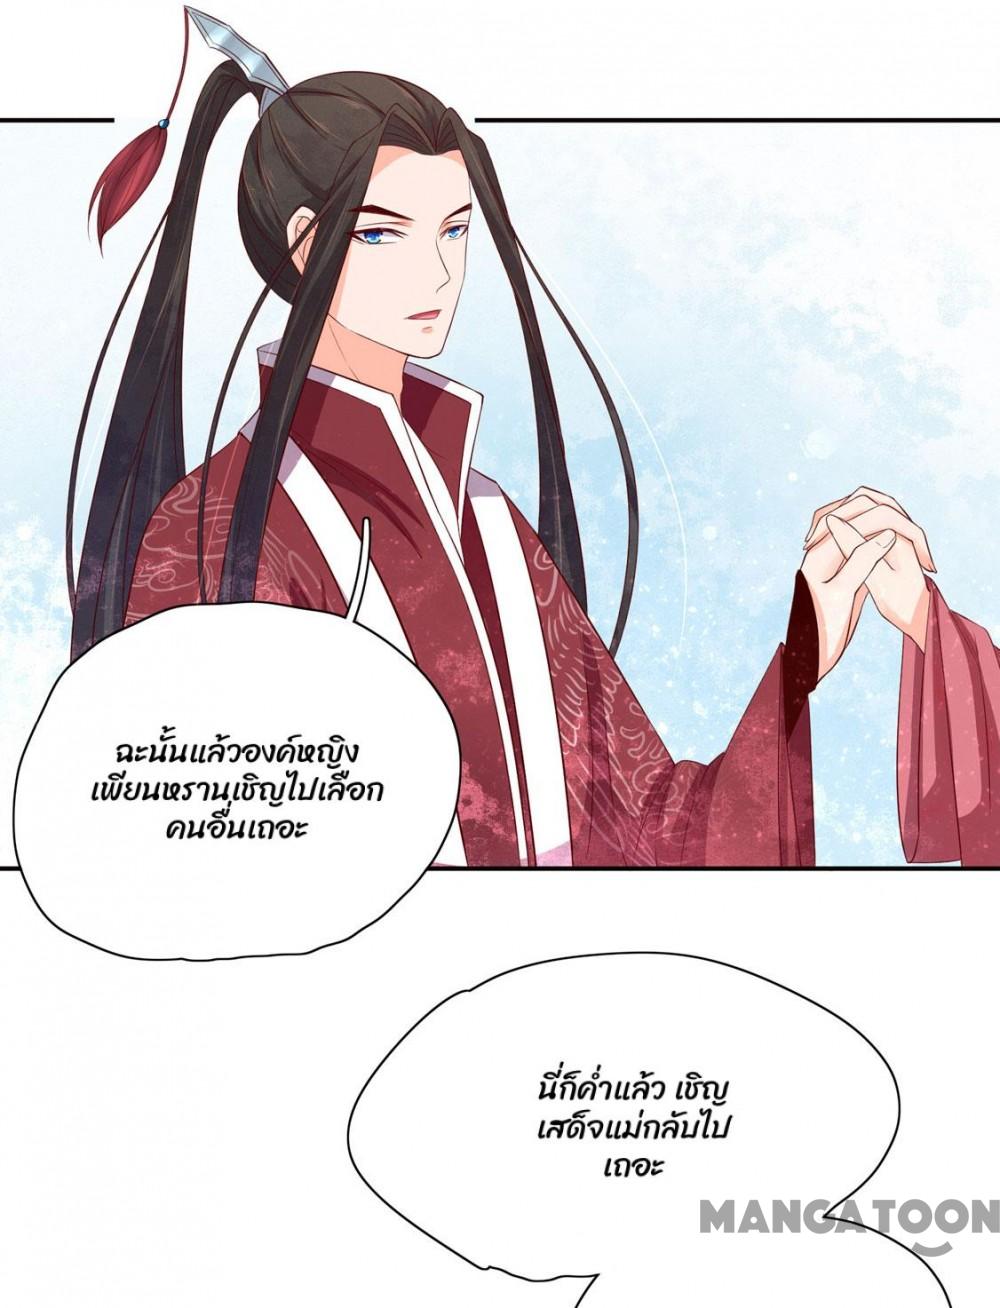 ฉะนั้นแล้วองค์หญิง
เพียนหรานเชิญไปเลือก
คนอื่นเถอะ
นี่ก็ค่ำแล้ว เชิญ
เสด็จแม่กลับไป
เถอะ
MANGATOON